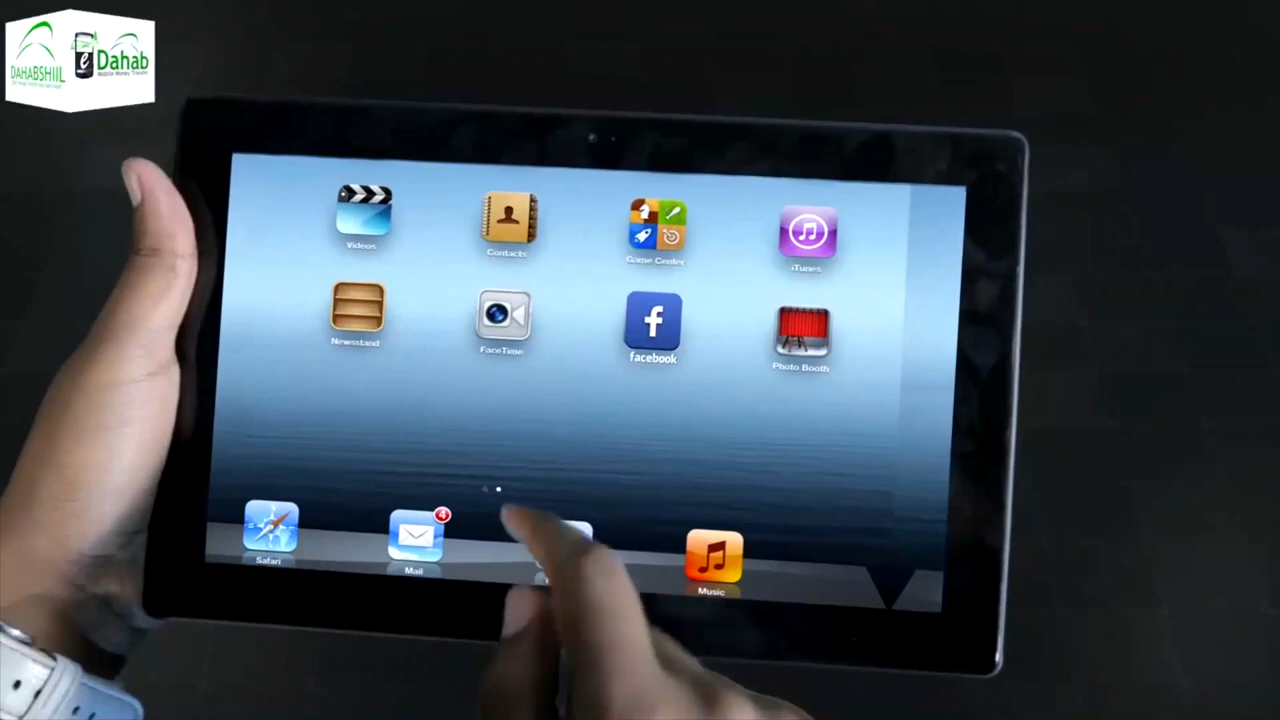 DAHABSHIIL
e Dahab
Videos
Contacts
Game Center
iTunes
Newsstand
FaceTime
f
facebook
Photo Booth
4
Safari
Mail
Music